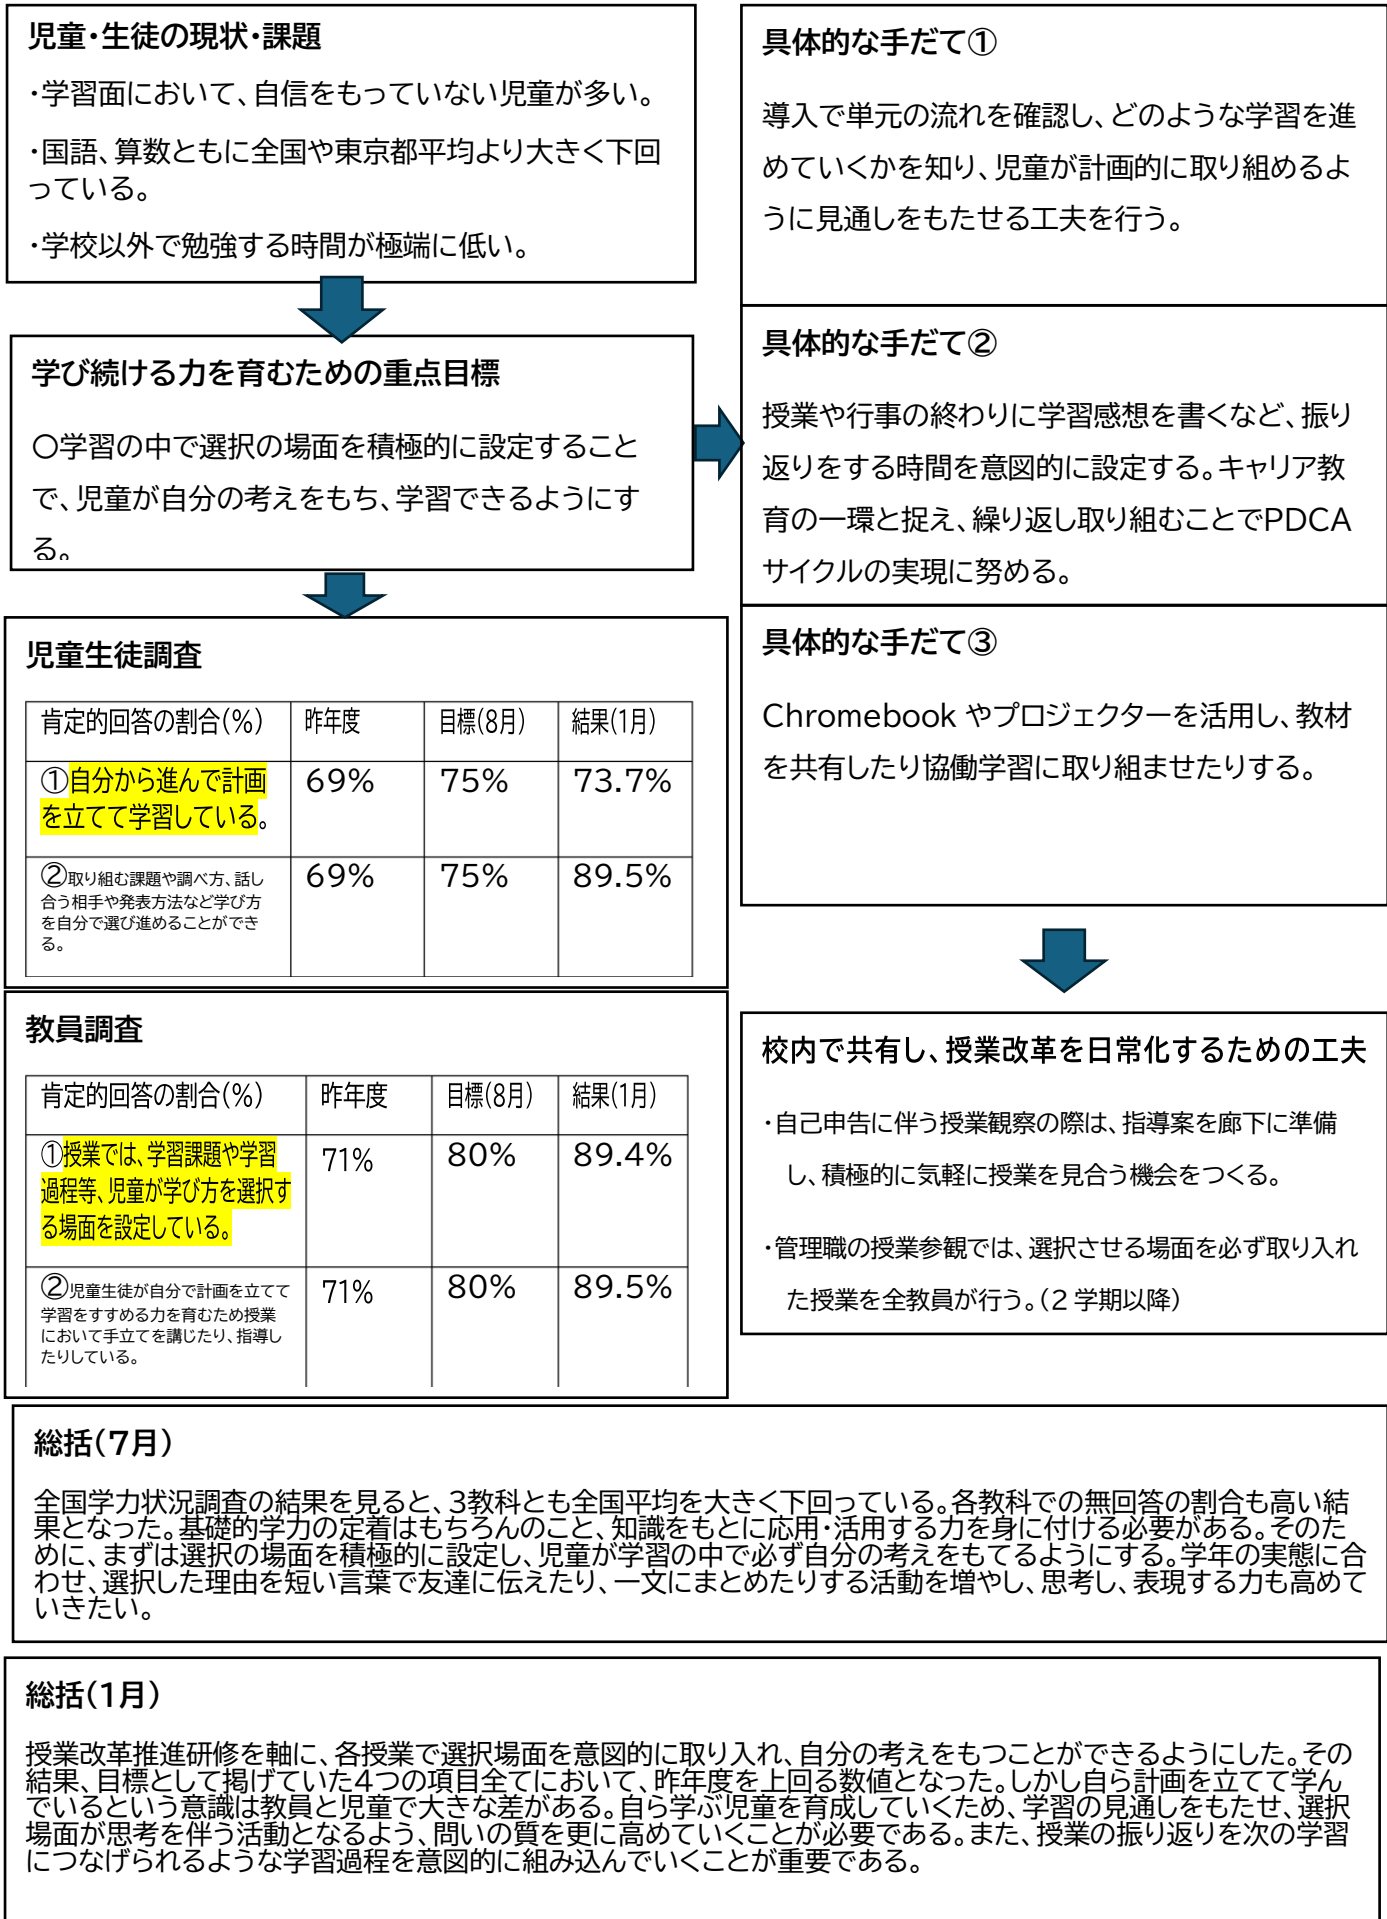 児童・生徒の現状・課題
・学習面において、自信をもっていない児童が多い。
・国語、算数ともに全国や東京都平均より大きく下回
っている。
・学校以外で勉強する時間が極端に低い。
学び続ける力を育むための重点目標
〇学習の中で選択の場面を積極的に設定すること
で、児童が自分の考えをもち、学習できるようにす
る。
児童生徒調査
肯定的回答の割合(%) 昨年度 目標(8月) 結果(1月)
①自分から進んで計画 69% 75% 73.7%
を立てて学習している。
②取り組む課題や調べ方、話し 69% 75% 89.5%
合う相手や発表方法など学び方
を自分で選び進めることができ
る。
教員調査
肯定的回答の割合(%) 昨年度 目標(8月) 結果(1月)
①授業では、学習課題や学習 71% 80% 89.4%
過程等、児童が学び方を選択す
る場面を設定している。
②児童生徒が自分で計画を立てて 71% 80% 89.5%
学習をすすめる力を育むため授業
において手立てを講じたり、指導し
たりしている。
具体的な手だて①
導入で単元の流れを確認し、どのような学習を進
めていくかを知り、児童が計画的に取り組めるよ
うに見通しをもたせる工夫を行う。
具体的な手だて②
授業や行事の終わりに学習感想を書くなど、振り
返りをする時間を意図的に設定する。キャリア教
育の一環と捉え、繰り返し取り組むことでPDCA
サイクルの実現に努める。
具体的な手だて③
Chromebook やプロジェクターを活用し、教材
を共有したり協働学習に取り組ませたりする。
校内で共有し、授業改革を日常化するための工夫
・自己申告に伴う授業観察の際は、指導案を廊下に準備
し、積極的に気軽に授業を見合う機会をつくる。
・管理職の授業参観では、選択させる場面を必ず取り入れ
た授業を全教員が行う。(2 学期以降)
総括(7月)
全国学力状況調査の結果を見ると、3教科とも全国平均を大きく下回っている。各教科での無回答の割合も高い結
果となった。基礎的学力の定着はもちろんのこと、知識をもとに応用・活用する力を身に付ける必要がある。そのた
めに、まずは選択の場面を積極的に設定し、児童が学習の中で必ず自分の考えをもてるようにする。学年の実態に合
わせ、選択した理由を短い言葉で友達に伝えたり、一文にまとめたりする活動を増やし、思考し、表現する力も高めて
いきたい。
総括(1月)
授業改革推進研修を軸に、各授業で選択場面を意図的に取り入れ、自分の考えをもつことができるようにした。その
結果、目標として掲げていた4つの項目全てにおいて、昨年度を上回る数値となった。しかし自ら計画を立てて学ん
でいるという意識は教員と児童で大きな差がある。自ら学ぶ児童を育成していくため、学習の見通しをもたせ、選択
場面が思考を伴う活動となるよう、問いの質を更に高めていくことが必要である。また、授業の振り返りを次の学習
につなげられるような学習過程を意図的に組み込んでいくことが重要である。